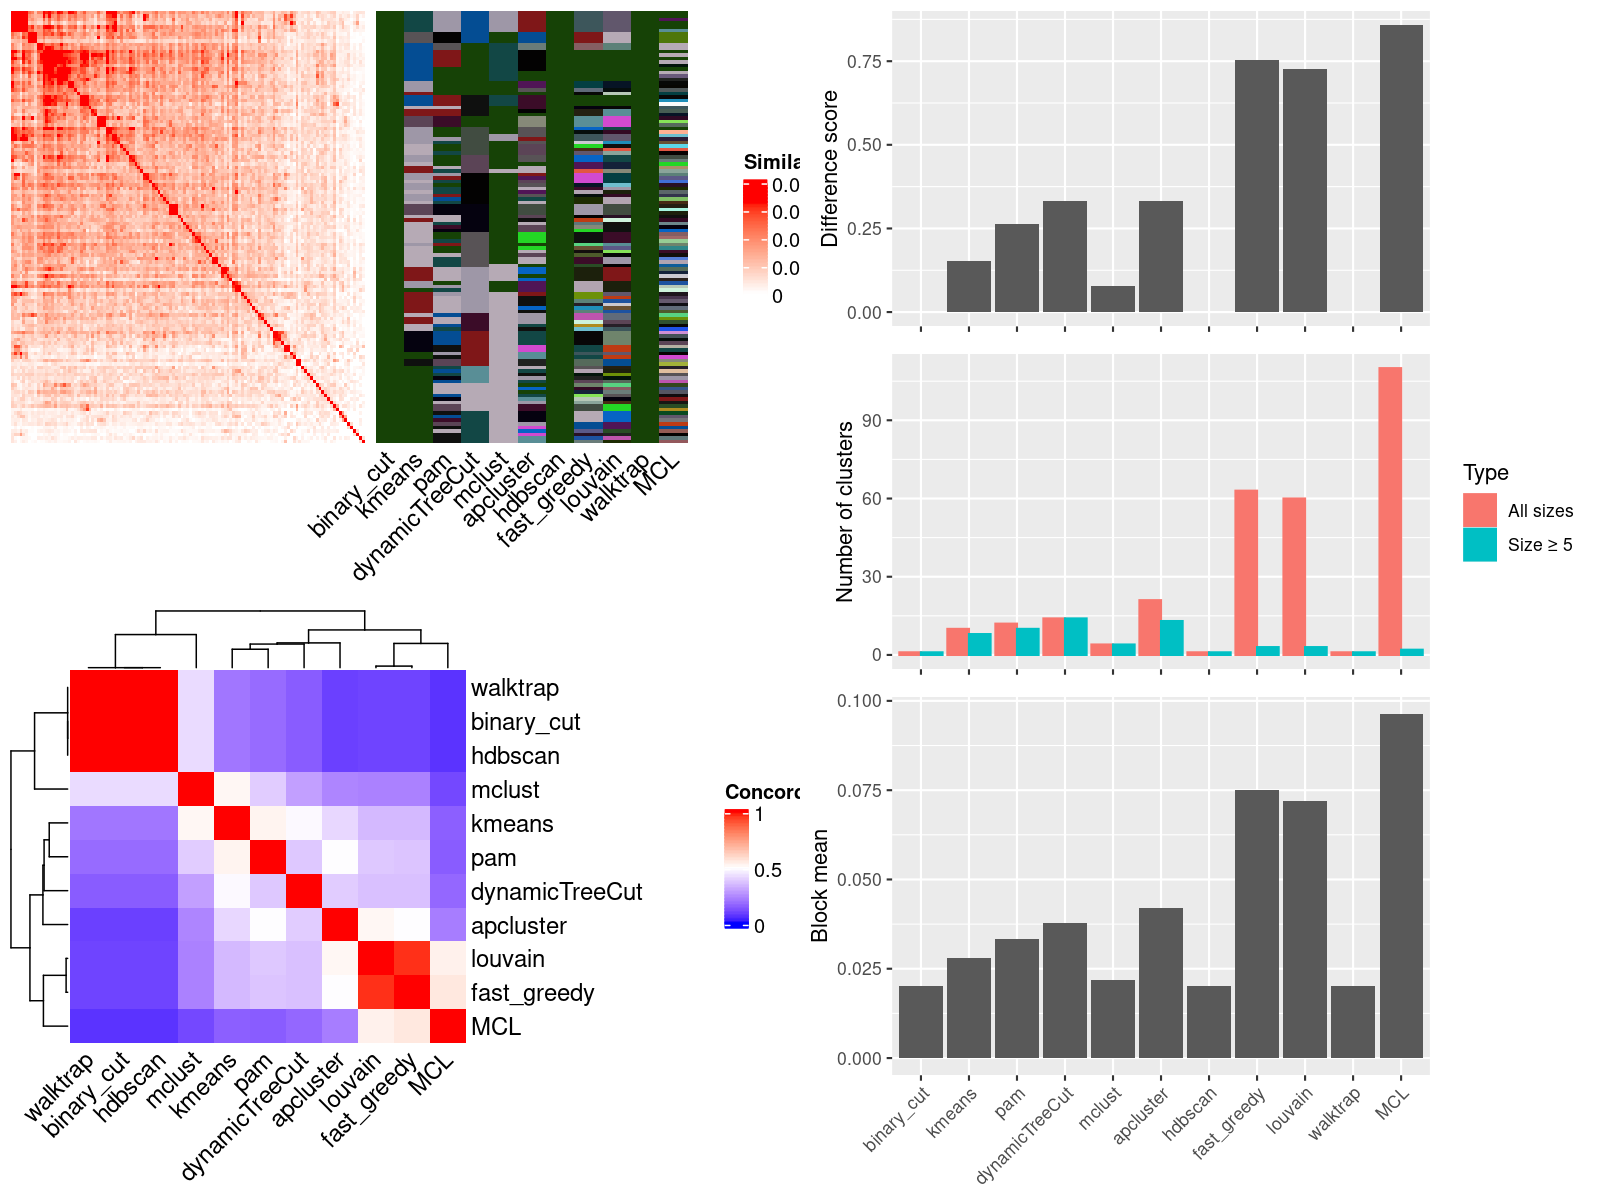 Simila
0.0
0.0
0.0
0.0
0
binary_cut
kmeans
pam
dynamicTreeCut
mclust
apcluster
hdbscan
fast_greedy
louvain
walktrap
MCL
walktrap
binary_cut
hdbscan
mclust
kmeans
pam
dynamicTreeCut
apcluster
louvain
fast_greedy
MCL
Concord
1
0.5
0
walktrap
binary_cut
hdbscan
mclust
kmeans
pam
dynamicTreeCut
apcluster
louvain
fast_greedy
MCL
Difference score
0.75
0.50
0.25
0.00
Number of clusters
90
60
30
0
Type
All sizes
Size ≥ 5
Block mean
0.100
0.075
0.050
0.025
0.000
binary_cut
kmeans
pam
dynamicTreeCut
mclust
apcluster
hdbscan
fast_greedy
louvain
walktrap
MCL